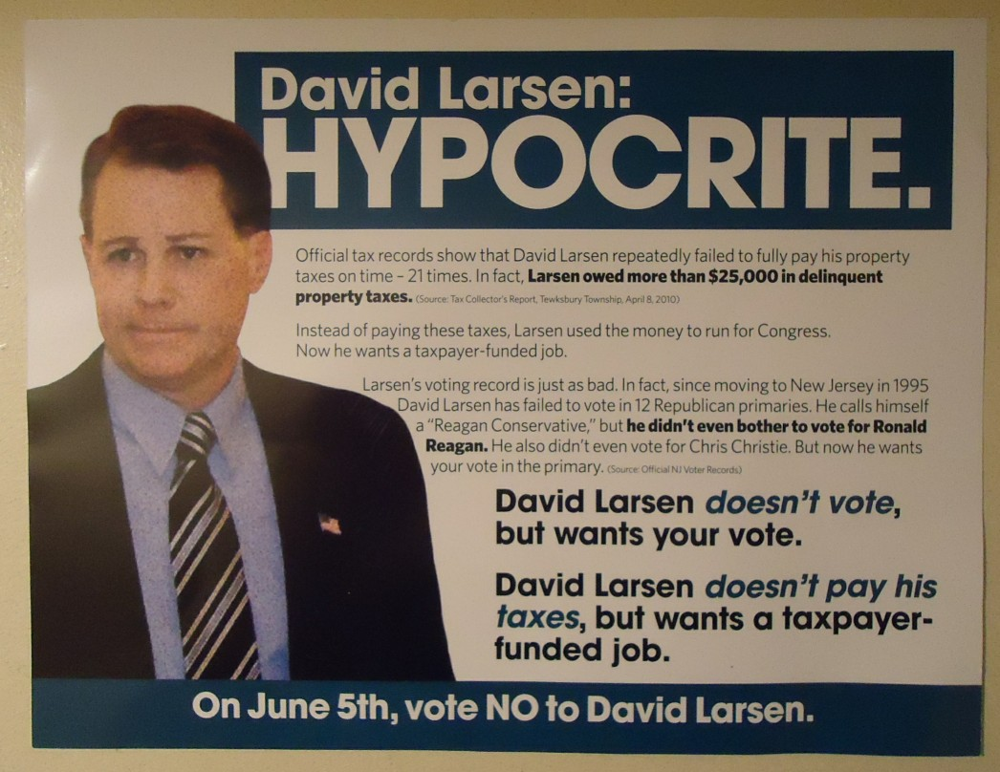 David Larsen:
HYPOCRITE.
Official tax records show that David Larsen repeatedly failed to fully pay his property
taxes on time – 21 times. In fact, Larsen owed more than $25,000 in delinquent
property taxes. (Source: Tax Collector's Report, Tewksbury Township, April 8, 2010)
Instead of paying these taxes, Larsen used the money to run for Congress.
Now he wants a taxpayer-funded job.
Larsen's voting record is just as bad. In fact, since moving to New Jersey in 1995
David Larsen has failed to vote in 12 Republican primaries. He calls himself
a “Reagan Conservative,” but he didn't even bother to vote for Ronald
Reagan. He also didn't even vote for Chris Christie. But now he wants
your vote in the primary. (Source: Official NJ Voter Records)
David Larsen doesn't vote,
but wants your vote.
David Larsen doesn't pay his
taxes, but wants a taxpayer-
funded job.
On June 5th, vote NO to David Larsen.